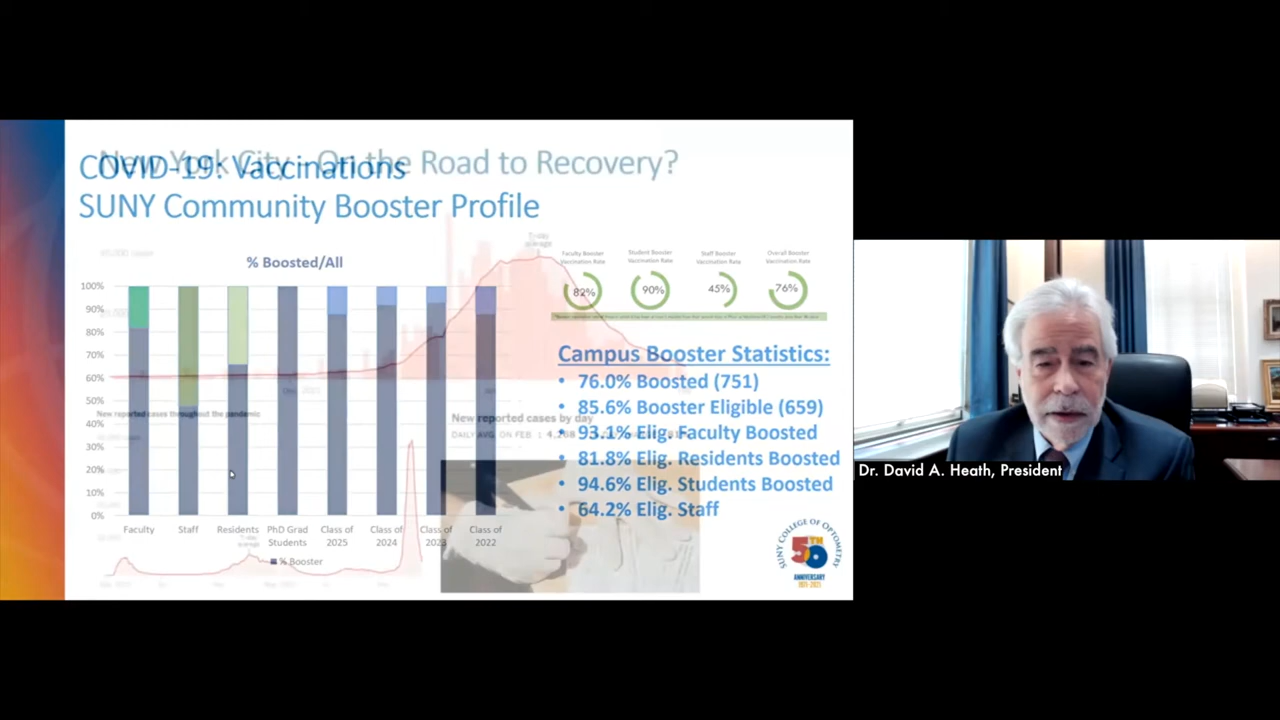 New York City - On the Road to Recovery?
COVID-19: Vaccinations
SUNY Community Booster Profile
% Boosted/All
100%
90%
80%
70%
60%
50%
40%
30%
20%
10%
0%
Faculty
Staff
Residents
PhD Grad
Students
Class of
2025
Class of
2024
Class of
2023
Class of
2022
% Booster
New reported cases throughout the pandemic
7-day
average
Faculty Booster
Vaccination Rate
82%
Student Booster
Vaccination Rate
90%
Staff Booster
Vaccination Rate
45%
Overall Booster
Vaccination Rate
76%
Campus Booster Statistics:
• 76.0% Boosted (751)
• 85.6% Booster Eligible (659)
• 93.1% Elig. Faculty Boosted
• 81.8% Elig. Residents Boosted
• 94.6% Elig. Students Boosted
• 64.2% Elig. Staff
New reported cases by day
DAILY AVG. ON FEB.
SUNY COLLEGE OF OPTOMETRY
50TH
ANNIVERSARY
1971-2021
Dr. David A. Heath, President